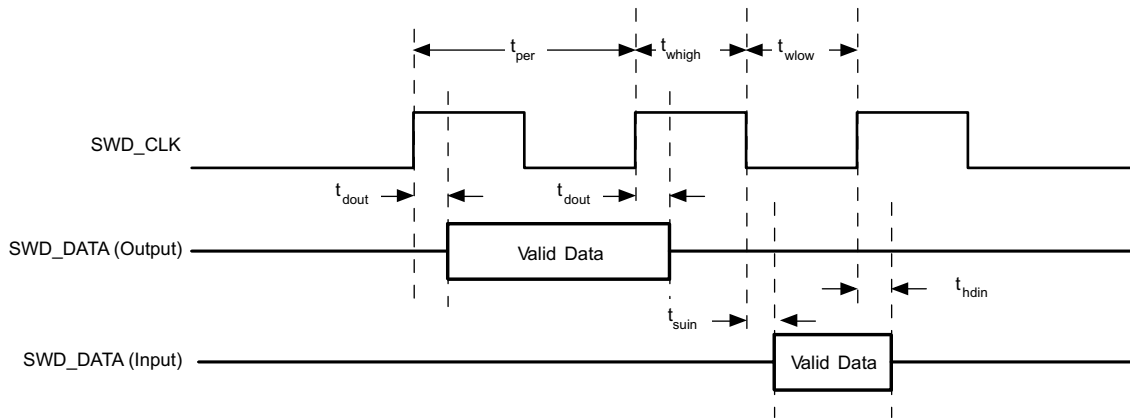 t_per
t_whigh
t_wlow
SWD_CLK
t_dout
t_dout
SWD_DATA (Output)
Valid Data
t_hdin
t_suin
SWD_DATA (Input)
Valid Data